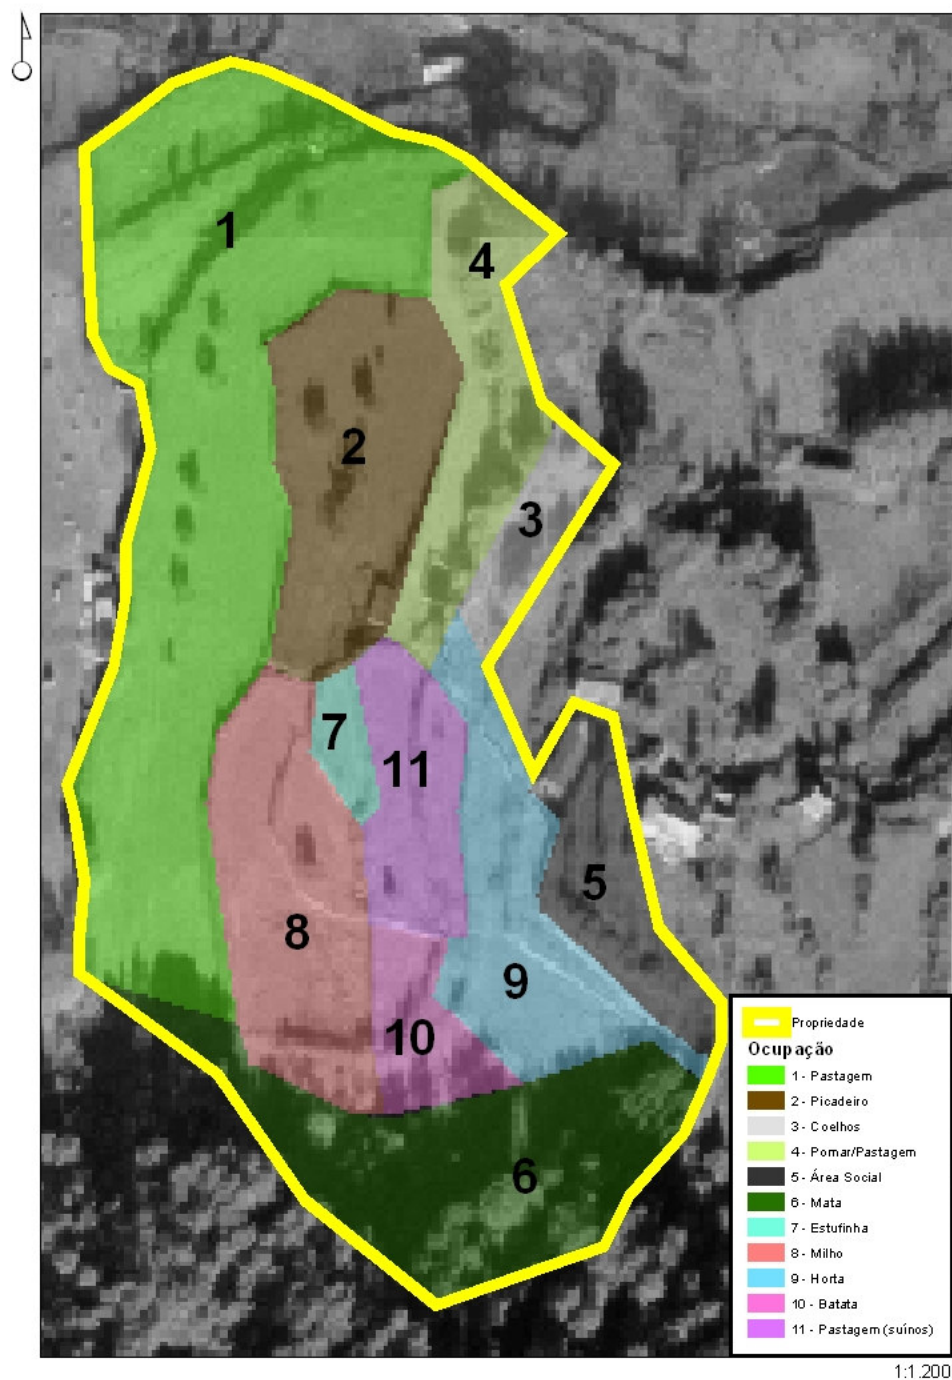 1
4
2
3
7
11
5
8
9
10
6
Propriedade
Ocupação
1 - Pastagem
2 - Picadeiro
3 - Coelhos
4 - Pomar/Pastagem
5 - Área Social
6 - Mata
7 - Estufinha
8 - Milho
9 - Horta
10 - Batata
11 - Pastagem (suínos)
1:1.200